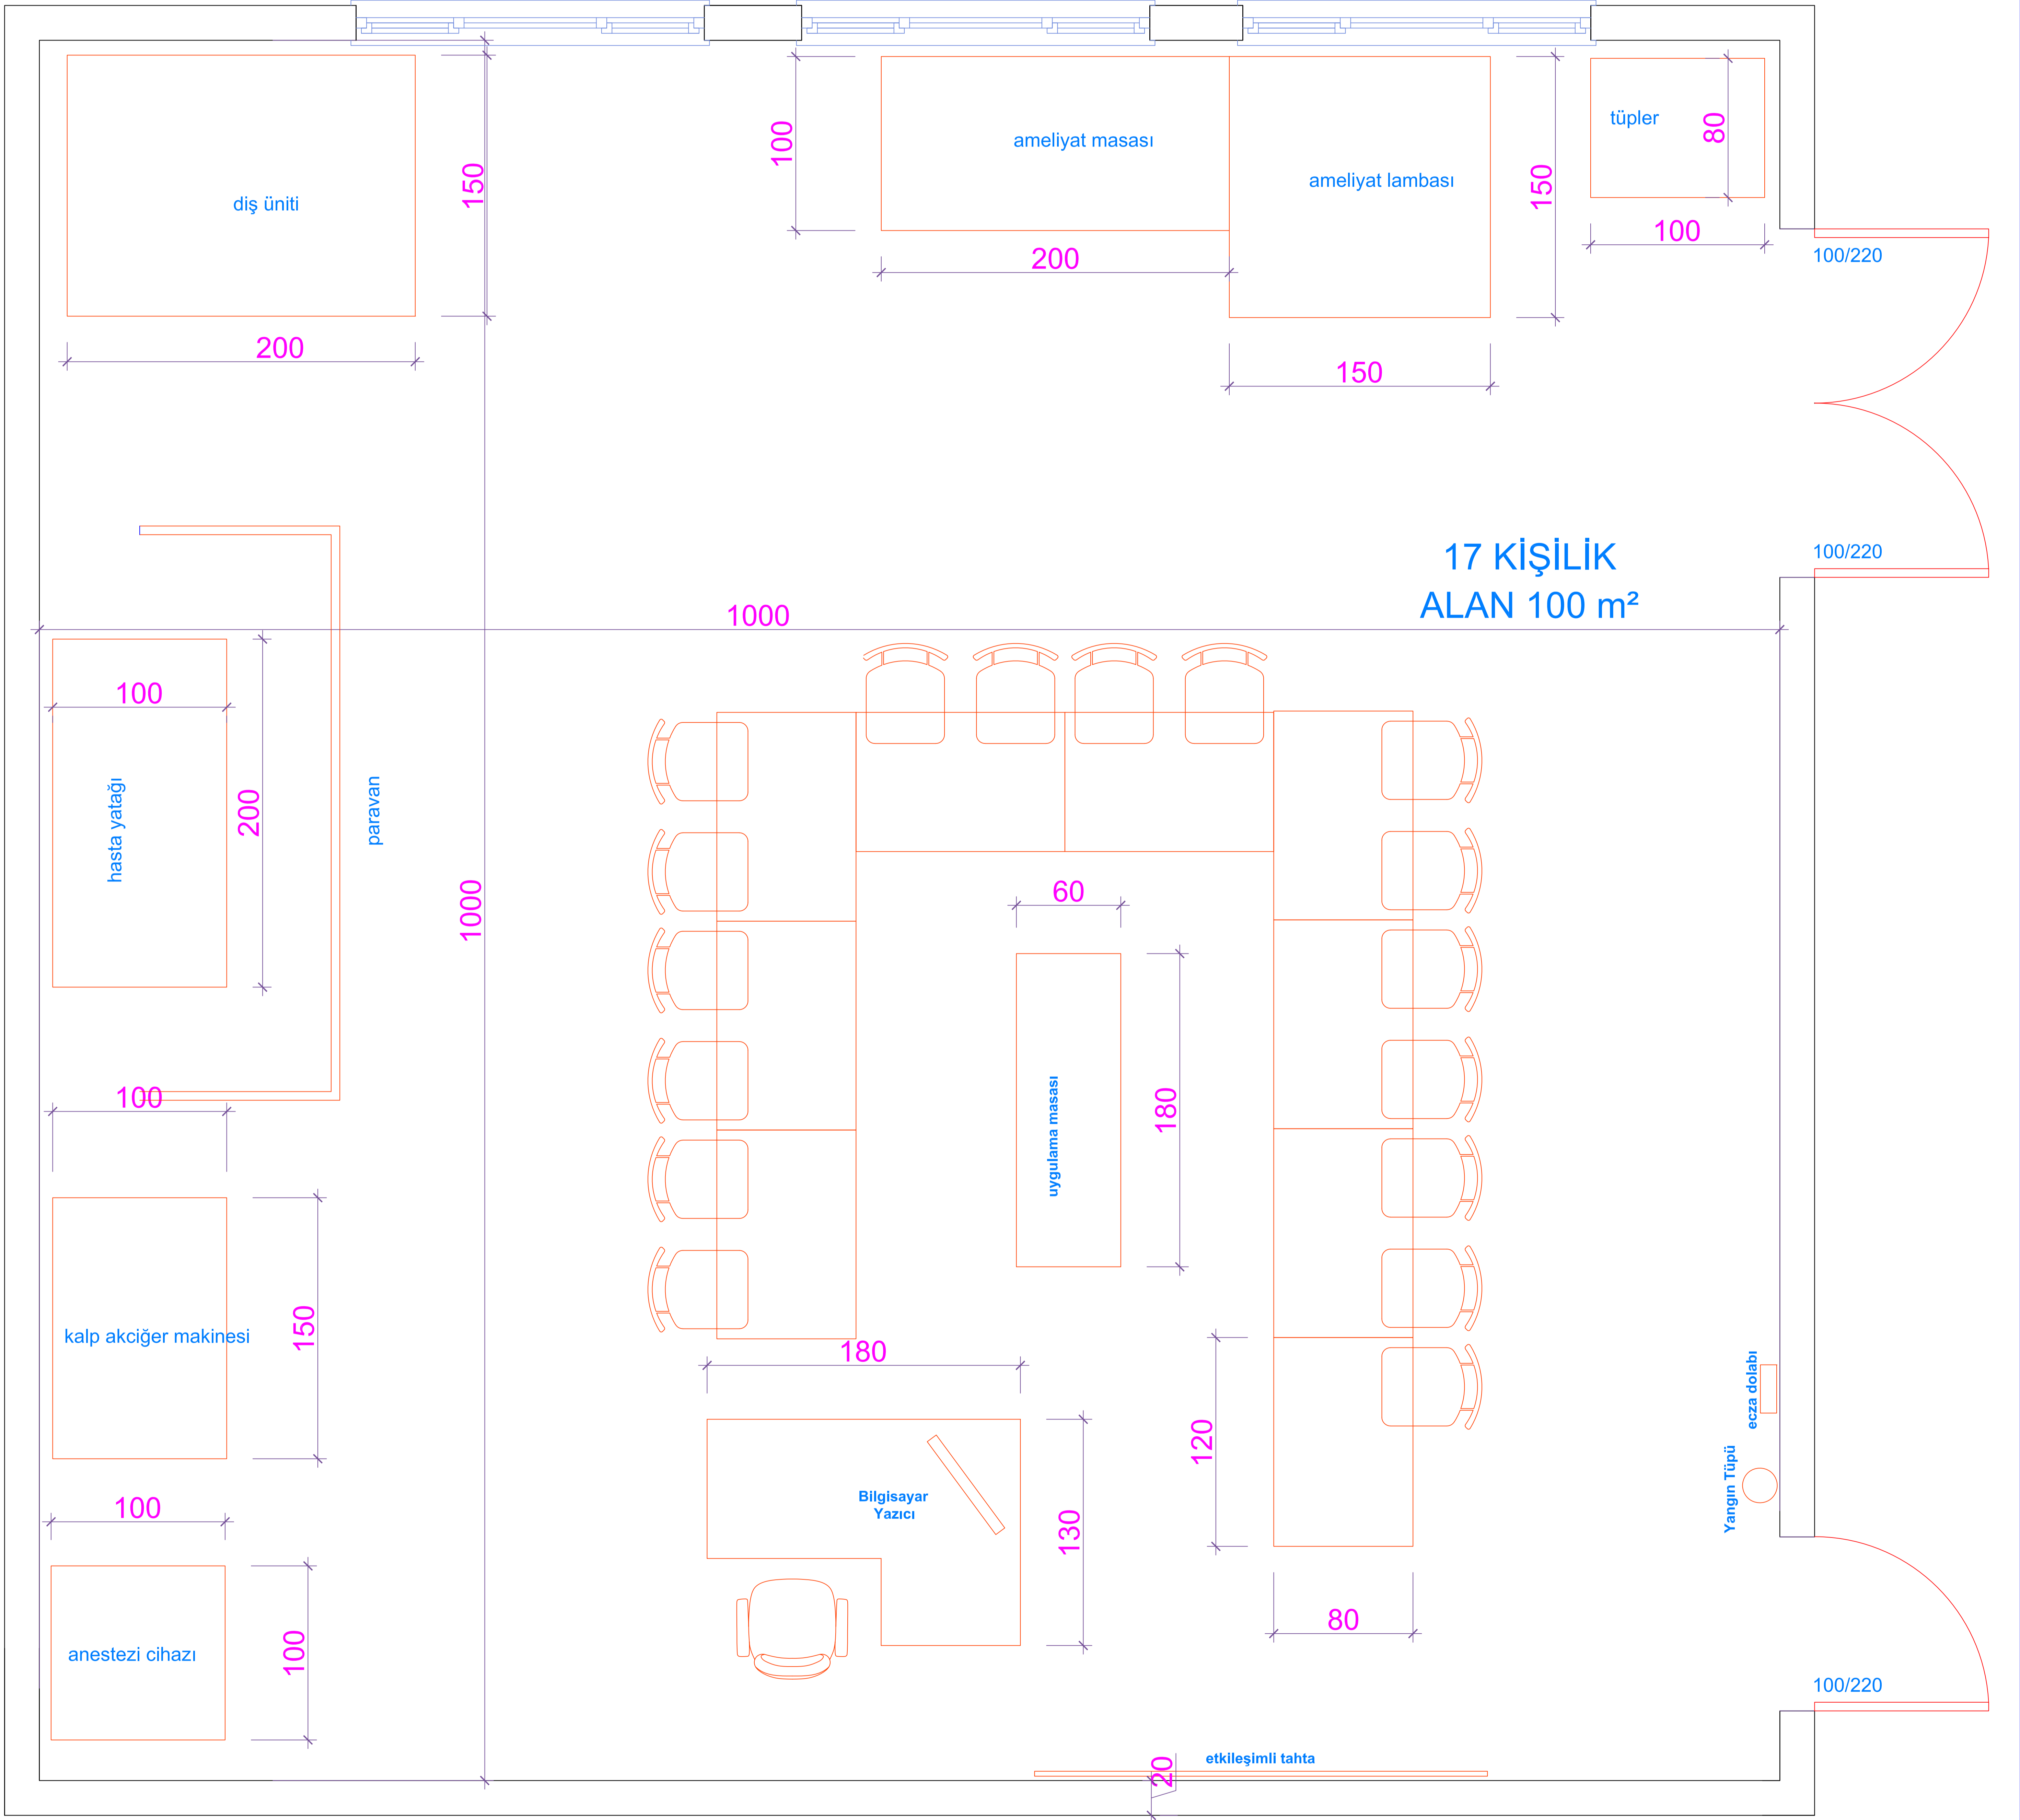 diş üniti
150
200
100
ameliyat masası
200
ameliyat lambası
150
150
tüpler
80
100
100/220
100/220
17 KİŞİLİK
ALAN 100 m²
1000
1000
100
hasta yatağı
200
paravan
100
kalp akciğer makinesi
150
100
anestezi cihazı
100
60
uygulama masası
180
180
Bilgisayar
Yazıcı
130
120
80
ecza dolabı
Yangın Tüpü
100/220
etkileşimli tahta
20